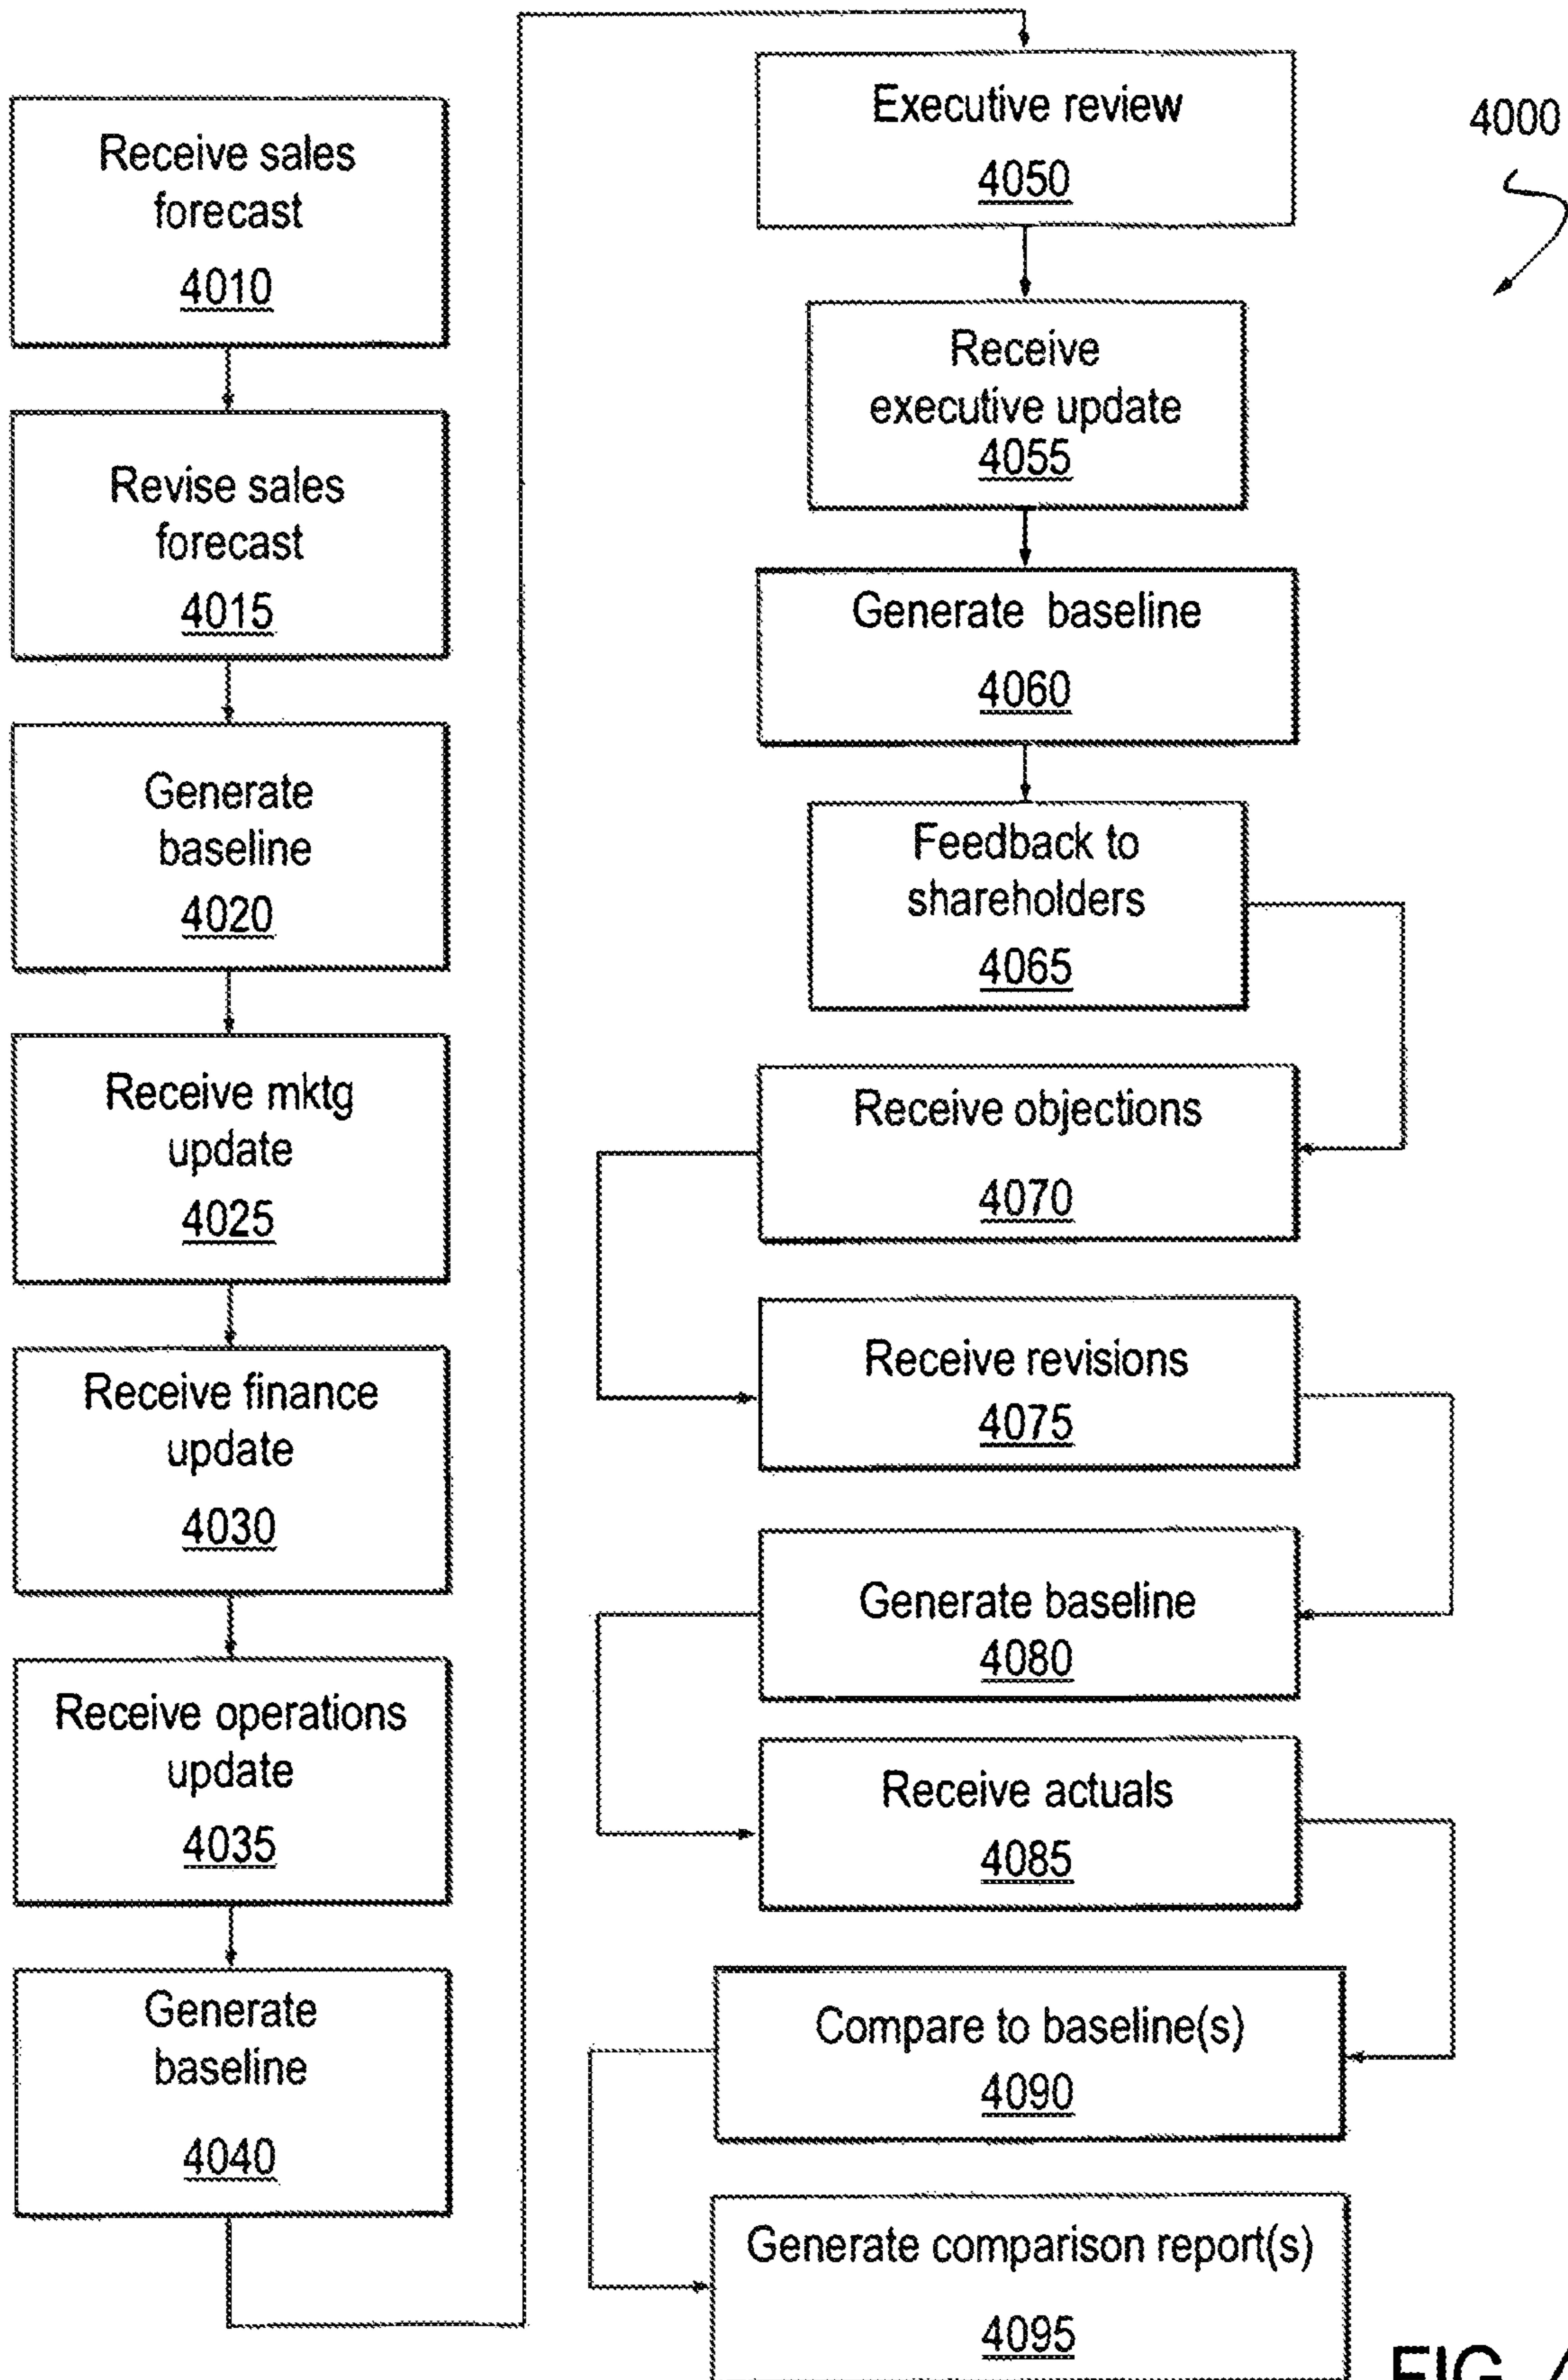 Receive sales
forecast
4010
Revise sales
forecast
4015
Generate
baseline
4020
Receive mktg
update
4025
Receive finance
update
4030
Receive operations
update
4035
Generate
baseline
4040
Executive review
4050
Receive
executive update
4055
Generate baseline
4060
Feedback to
shareholders
4065
Receive objections
4070
Receive revisions
4075
Generate baseline
4080
Receive actuals
4085
Compare to baseline(s)
4090
Generate comparison report(s)
4095
4000
FIG.